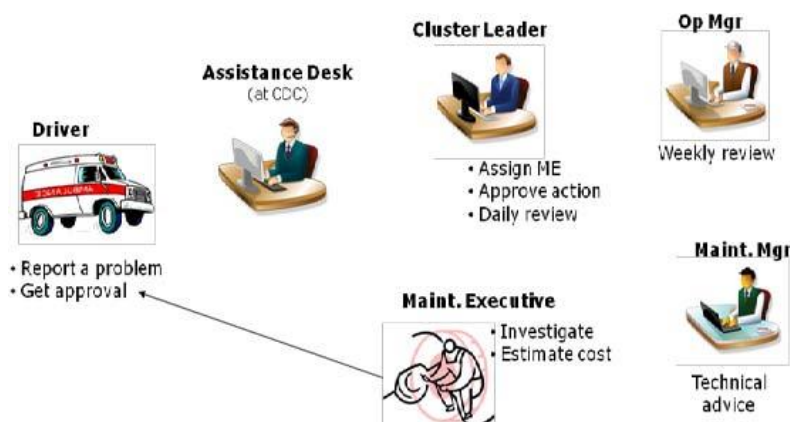 Cluster Leader
Op Mgr
Assistance Desk
(at CDC)
Driver
Weekly review
• Assign ME
• Approve action
• Daily review
Maint. Mgr
• Report a problem
• Get approval
Maint. Executive
• Investigate
• Estimate cost
Technical
advice